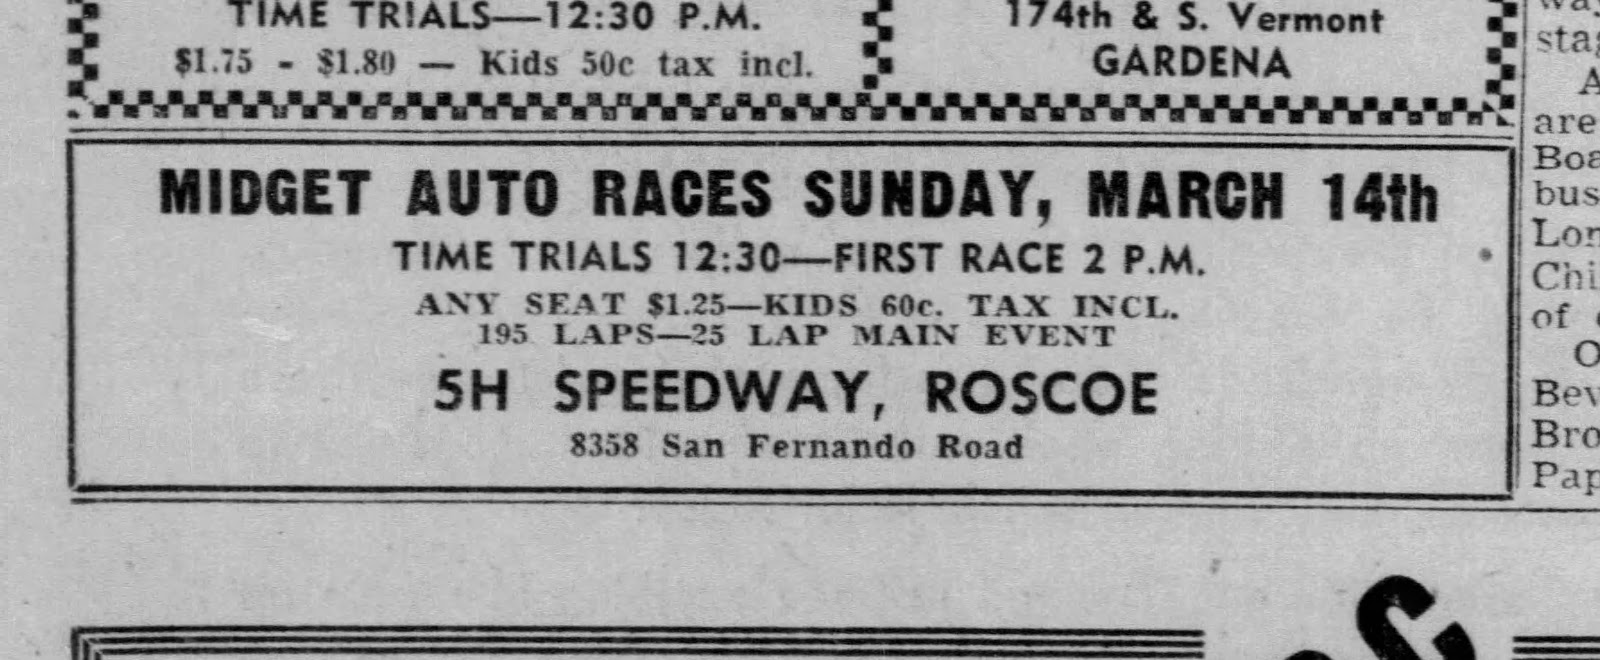 TIME TRIALS—12:30 P.M.
$1.75 - $1.80 — Kids 50c tax incl.
174th & S. Vermont
GARDENA
MIDGET AUTO RACES SUNDAY, MARCH 14th
TIME TRIALS 12:30—FIRST RACE 2 P.M.
ANY SEAT $1.25—KIDS 60c. TAX INCL.
195 LAPS—25 LAP MAIN EVENT
5H SPEEDWAY, ROSCOE
8358 San Fernando Road
are
of